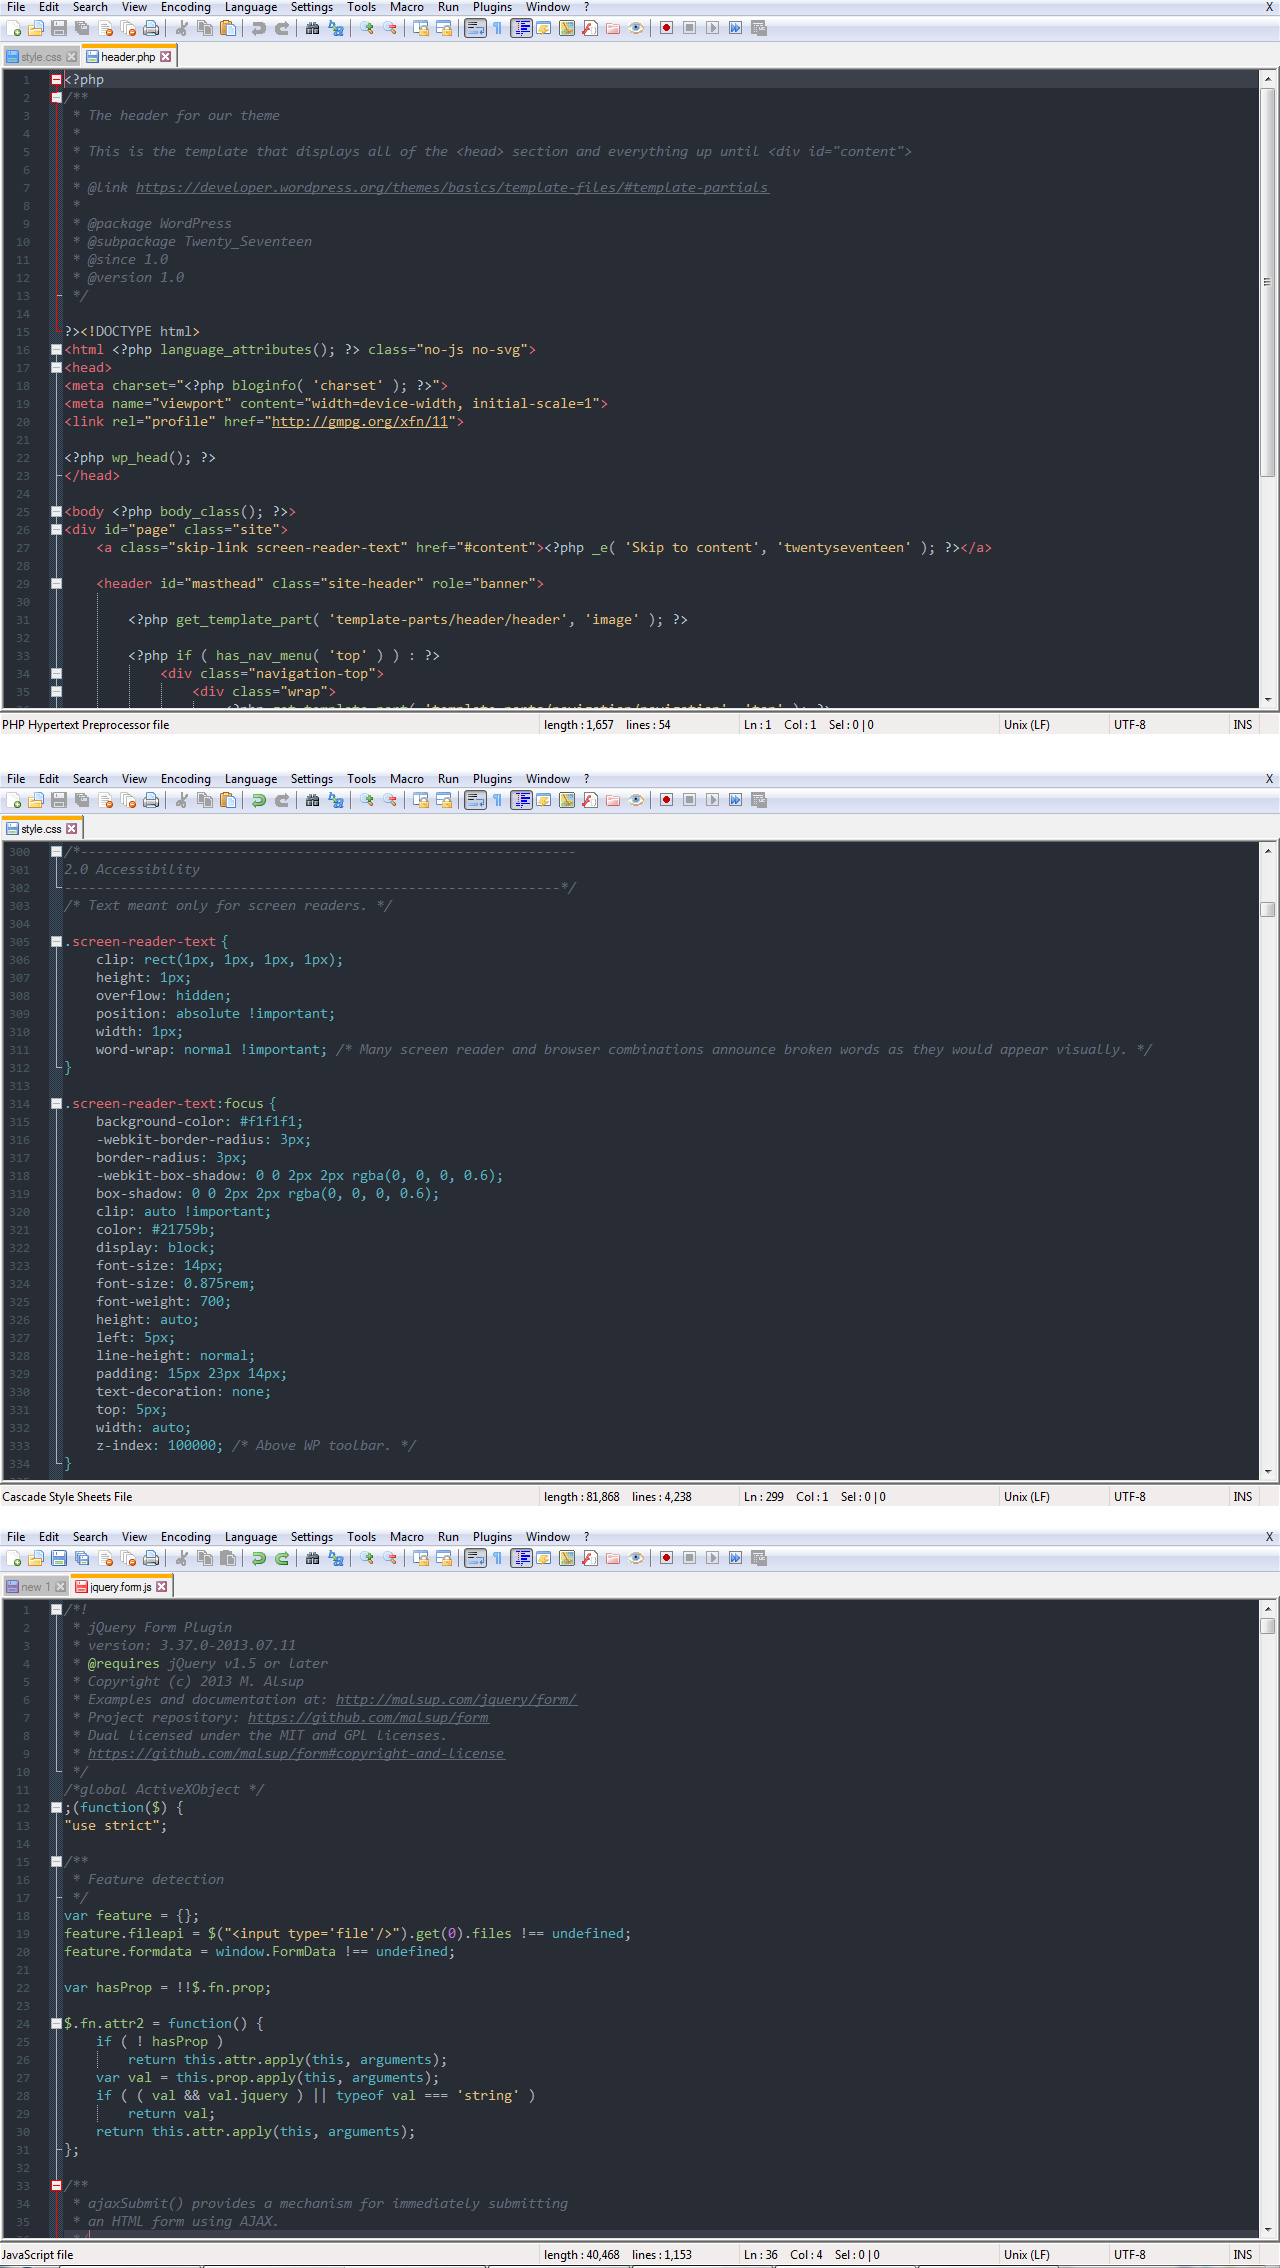 File Edit Search View Encoding Language Settings Tools Macro Run Plugins Window ? X
style.css header.php
1 <?php
2 /**
3 * The header for our theme
4 *
5 * This is the template that displays all of the <head> section and everything up until <div id="content">
6 *
7 * @link https://developer.wordpress.org/themes/basics/template-files/#template-partials
8 *
9 * @package WordPress
10 * @subpackage Twenty_Seventeen
11 * @since 1.0
12 * @version 1.0
13 */
14
15 ?><!DOCTYPE html>
16 <html <?php language_attributes(); ?> class="no-js no-svg">
17 <head>
18 <meta charset="<?php bloginfo( 'charset' ); ?>">
19 <meta name="viewport" content="width=device-width, initial-scale=1">
20 <link rel="profile" href="http://gmpg.org/xfn/11">
21
22 <?php wp_head(); ?>
23 </head>
24
25 <body <?php body_class(); ?>>
26 <div id="page" class="site">
27 <a class="skip-link screen-reader-text" href="#content"><?php _e( 'Skip to content', 'twentyseventeen' ); ?></a>
28
29 <header id="masthead" class="site-header" role="banner">
30
31 <?php get_template_part( 'template-parts/header/header', 'image' ); ?>
32
33 <?php if ( has_nav_menu( 'top' ) ) : ?>
34 <div class="navigation-top">
35 <div class="wrap">
PHP Hypertext Preprocessor file length : 1,657 lines : 54 Ln : 1 Col : 1 Sel : 0 | 0 Unix (LF) UTF-8 INS
File Edit Search View Encoding Language Settings Tools Macro Run Plugins Window ? X
style.css
300 /*--------------------------------------------------------------
301 2.0 Accessibility
302 --------------------------------------------------------------*/
303 /* Text meant only for screen readers. */
304
305 .screen-reader-text {
306 clip: rect(1px, 1px, 1px, 1px);
307 height: 1px;
308 overflow: hidden;
309 position: absolute !important;
310 width: 1px;
311 word-wrap: normal !important; /* Many screen reader and browser combinations announce broken words as they would appear visually. */
312 }
313
314 .screen-reader-text:focus {
315 background-color: #f1f1f1;
316 -webkit-border-radius: 3px;
317 border-radius: 3px;
318 -webkit-box-shadow: 0 0 2px 2px rgba(0, 0, 0, 0.6);
319 box-shadow: 0 0 2px 2px rgba(0, 0, 0, 0.6);
320 clip: auto !important;
321 color: #21759b;
322 display: block;
323 font-size: 14px;
324 font-size: 0.875rem;
325 font-weight: 700;
326 height: auto;
327 left: 5px;
328 line-height: normal;
329 padding: 15px 23px 14px;
330 text-decoration: none;
331 top: 5px;
332 width: auto;
333 z-index: 100000; /* Above WP toolbar. */
334 }
Cascade Style Sheets File length : 81,868 lines : 4,238 Ln : 299 Col : 1 Sel : 0 | 0 Unix (LF) UTF-8 INS
File Edit Search View Encoding Language Settings Tools Macro Run Plugins Window ? X
new 1 jquery.form.js
1 /*!
2 * jQuery Form Plugin
3 * version: 3.37.0-2013.07.11
4 * @requires jQuery v1.5 or later
5 * Copyright (c) 2013 M. Alsup
6 * Examples and documentation at: http://malsup.com/jquery/form/
7 * Project repository: https://github.com/malsup/form
8 * Dual licensed under the MIT and GPL licenses.
9 * https://github.com/malsup/form#copyright-and-license
10 */
11 /*global ActiveXObject */
12 ;(function($) {
13 "use strict";
14
15 /**
16 * Feature detection
17 */
18 var feature = {};
19 feature.fileapi = $("<input type='file'/>").get(0).files !== undefined;
20 feature.formdata = window.FormData !== undefined;
21
22 var hasProp = !!$.fn.prop;
23
24 $.fn.attr2 = function() {
25 if ( ! hasProp )
26 return this.attr.apply(this, arguments);
27 var val = this.prop.apply(this, arguments);
28 if ( ( val && val.jquery ) || typeof val === 'string' )
29 return val;
30 return this.attr.apply(this, arguments);
31 };
32
33 /**
34 * ajaxSubmit() provides a mechanism for immediately submitting
35 * an HTML form using AJAX.
JavaScript file length : 40,468 lines : 1,153 Ln : 36 Col : 4 Sel : 0 | 0 Unix (LF) UTF-8 INS